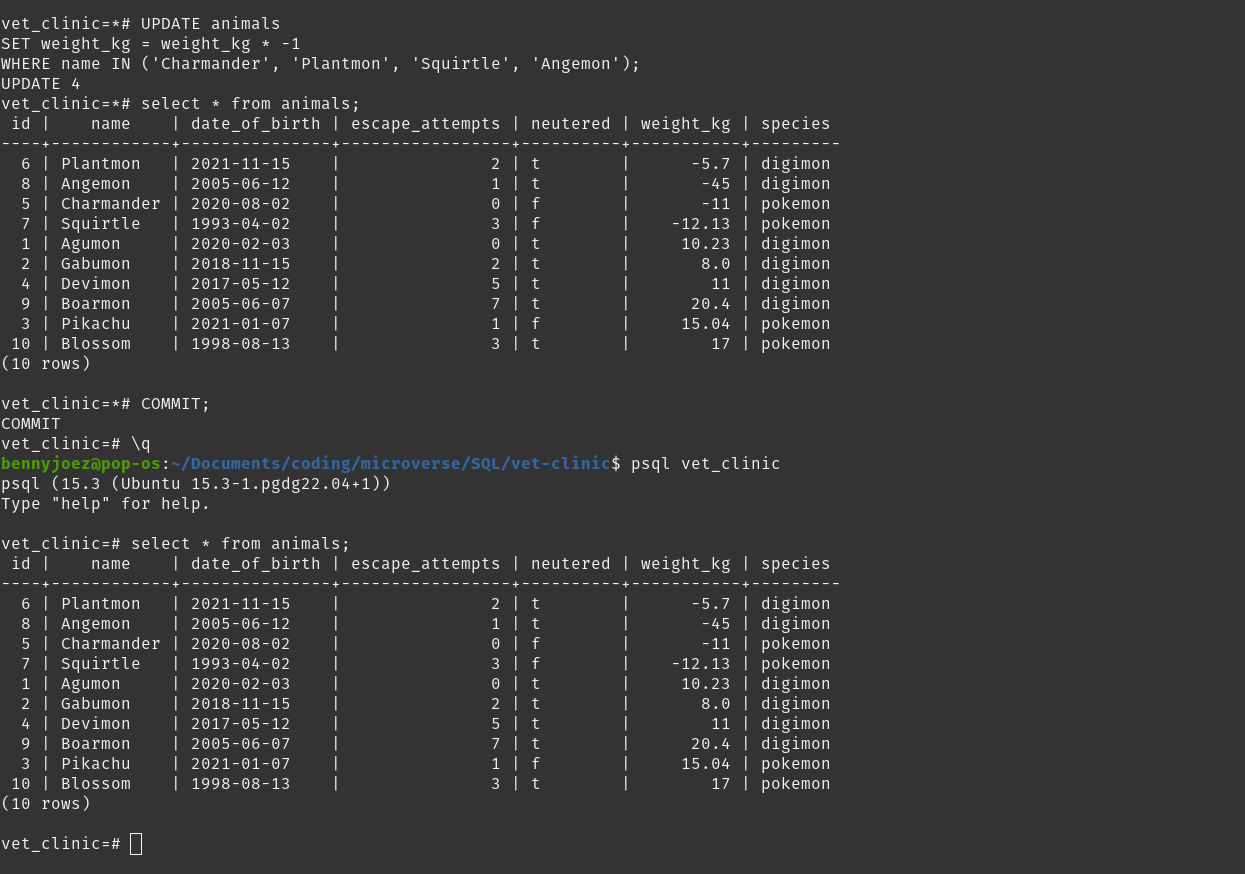 vet_clinic=*# UPDATE animals
SET weight_kg = weight_kg * -1
WHERE name IN ('Charmander', 'Plantmon', 'Squirtle', 'Angemon');
UPDATE 4
vet_clinic=*# select * from animals;
 id |    name    | date_of_birth | escape_attempts | neutered | weight_kg | species
----+------------+---------------+-----------------+----------+-----------+---------
  6 | Plantmon   | 2021-11-15    |               2 | t        |      -5.7 | digimon
  8 | Angemon    | 2005-06-12    |               1 | t        |       -45 | digimon
  5 | Charmander | 2020-08-02    |               0 | f        |       -11 | pokemon
  7 | Squirtle   | 1993-04-02    |               3 | f        |    -12.13 | pokemon
  1 | Agumon     | 2020-02-03    |               0 | t        |     10.23 | digimon
  2 | Gabumon    | 2018-11-15    |               2 | t        |       8.0 | digimon
  4 | Devimon    | 2017-05-12    |               5 | t        |        11 | digimon
  9 | Boarmon    | 2005-06-07    |               7 | t        |      20.4 | digimon
  3 | Pikachu    | 2021-01-07    |               1 | f        |     15.04 | pokemon
 10 | Blossom    | 1998-08-13    |               3 | t        |        17 | pokemon
(10 rows)

vet_clinic=*# COMMIT;
COMMIT
vet_clinic=# \q
bennyjoez@pop-os:~/Documents/coding/microverse/SQL/vet-clinic$ psql vet_clinic
psql (15.3 (Ubuntu 15.3-1.pgdg22.04+1))
Type "help" for help.

vet_clinic=# select * from animals;
 id |    name    | date_of_birth | escape_attempts | neutered | weight_kg | species
----+------------+---------------+-----------------+----------+-----------+---------
  6 | Plantmon   | 2021-11-15    |               2 | t        |      -5.7 | digimon
  8 | Angemon    | 2005-06-12    |               1 | t        |       -45 | digimon
  5 | Charmander | 2020-08-02    |               0 | f        |       -11 | pokemon
  7 | Squirtle   | 1993-04-02    |               3 | f        |    -12.13 | pokemon
  1 | Agumon     | 2020-02-03    |               0 | t        |     10.23 | digimon
  2 | Gabumon    | 2018-11-15    |               2 | t        |       8.0 | digimon
  4 | Devimon    | 2017-05-12    |               5 | t        |        11 | digimon
  9 | Boarmon    | 2005-06-07    |               7 | t        |      20.4 | digimon
  3 | Pikachu    | 2021-01-07    |               1 | f        |     15.04 | pokemon
 10 | Blossom    | 1998-08-13    |               3 | t        |        17 | pokemon
(10 rows)

vet_clinic=#